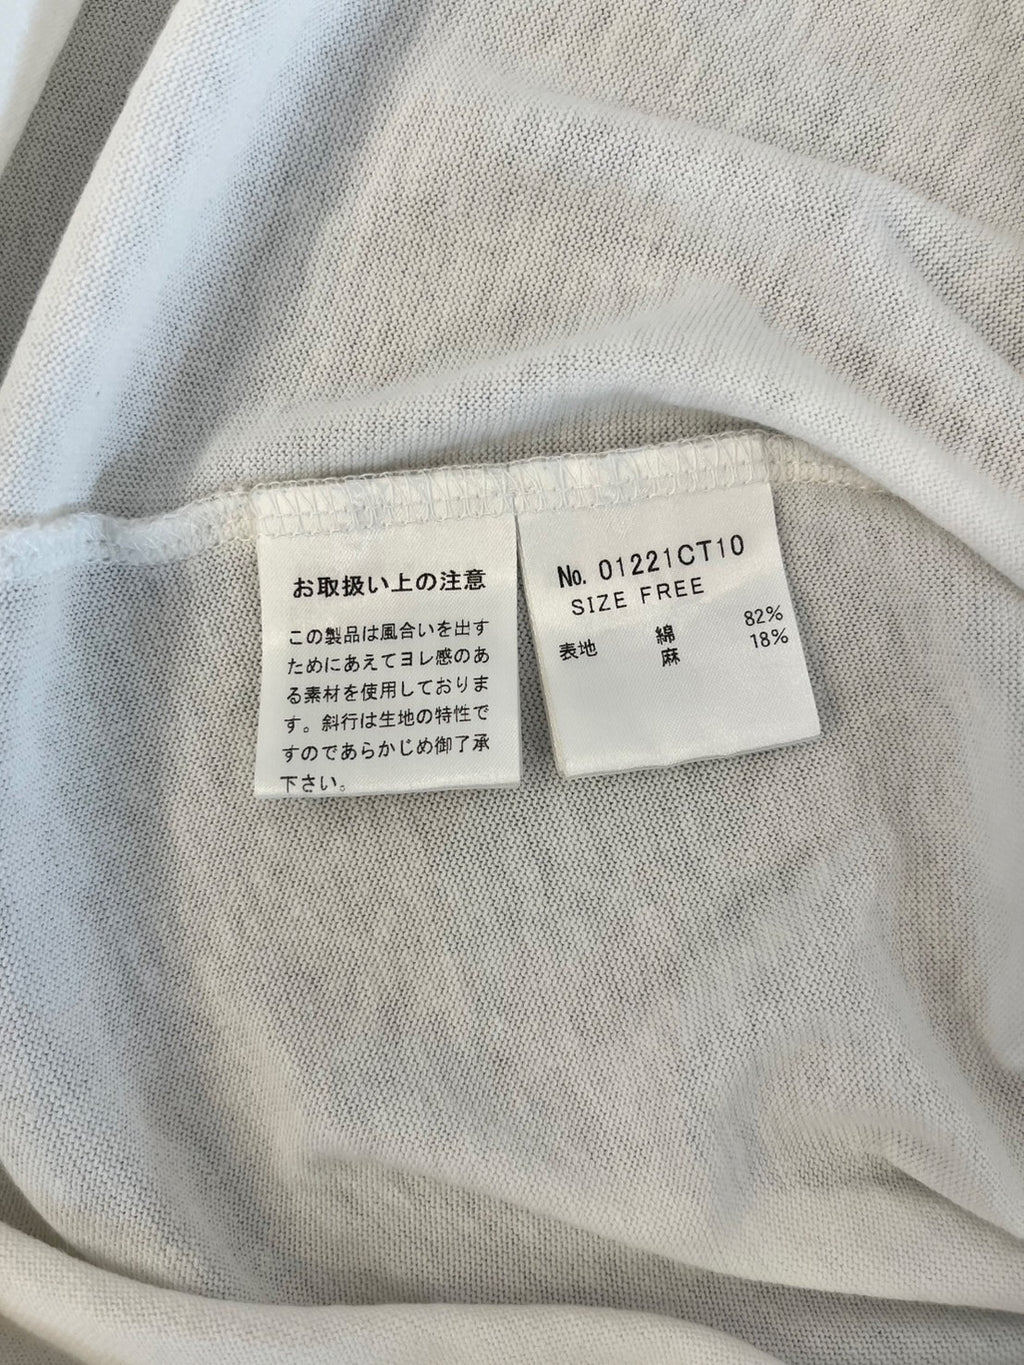 お取扱い上の注意
この製品は風合いを出す
ためにあえてヨレ感のあ
る素材を使用しておりま
す。斜行は生地の特性で
すのであらかじめ御了承
下さい。
No. 01221CT10
SIZE FREE
表地 綿 82%
麻 18%